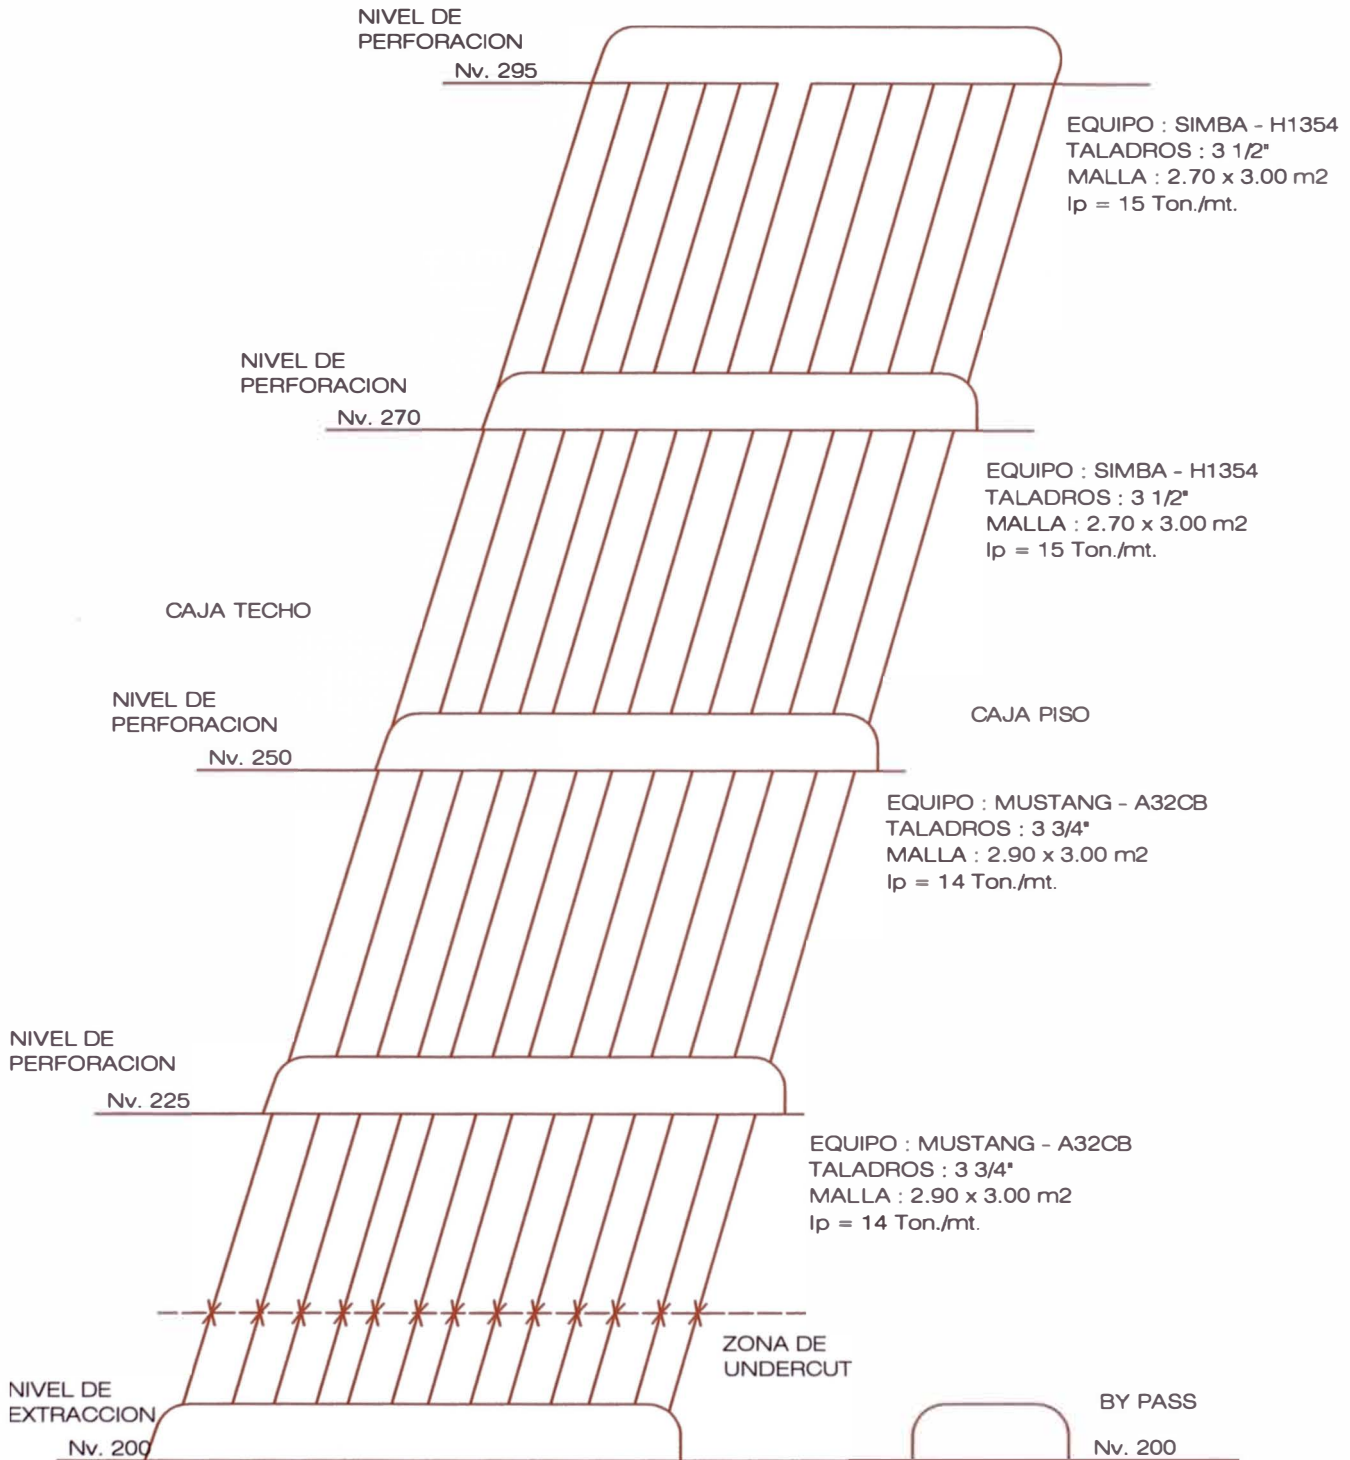 NIVEL DE
PERFORACION
Nv. 295
EQUIPO : SIMBA - H1354
TALADROS : 3 1/2"
MALLA : 2.70 x 3.00 m2
Ip = 15 Ton./mt.
NIVEL DE
PERFORACION
Nv. 270
EQUIPO : SIMBA - H1354
TALADROS : 3 1/2"
MALLA : 2.70 x 3.00 m2
Ip = 15 Ton./mt.
CAJA TECHO
NIVEL DE
PERFORACION
Nv. 250
CAJA PISO
EQUIPO : MUSTANG - A32CB
TALADROS : 3 3/4"
MALLA : 2.90 x 3.00 m2
Ip = 14 Ton./mt.
NIVEL DE
PERFORACION
Nv. 225
EQUIPO : MUSTANG - A32CB
TALADROS : 3 3/4"
MALLA : 2.90 x 3.00 m2
Ip = 14 Ton./mt.
ZONA DE
UNDERCUT
NIVEL DE
EXTRACCION
Nv. 200
BY PASS
Nv. 200